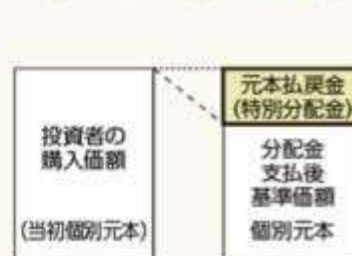 投資者の
購入価額
(当初個別元本)
元本払戻金
(特別分配金)
分配金
支払後
基準価額
個別元本